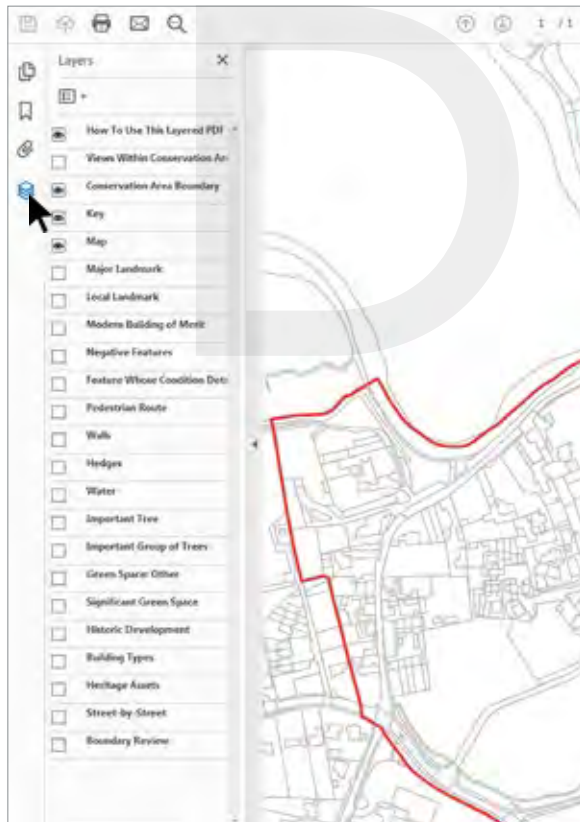 1 / 1
Layers
How To Use This Layered PDF
Views Within Conservation Are
Conservation Area Boundary
Key
Map
Major Landmark
Local Landmark
Modern Building of Merit
Negative Features
Feature Whose Condition Detr
Pedestrian Route
Walls
Hedges
Water
Important Tree
Important Group of Trees
Green Space: Other
Significant Green Space
Historic Development
Building Types
Heritage Assets
Street-by-Street
Boundary Review
D